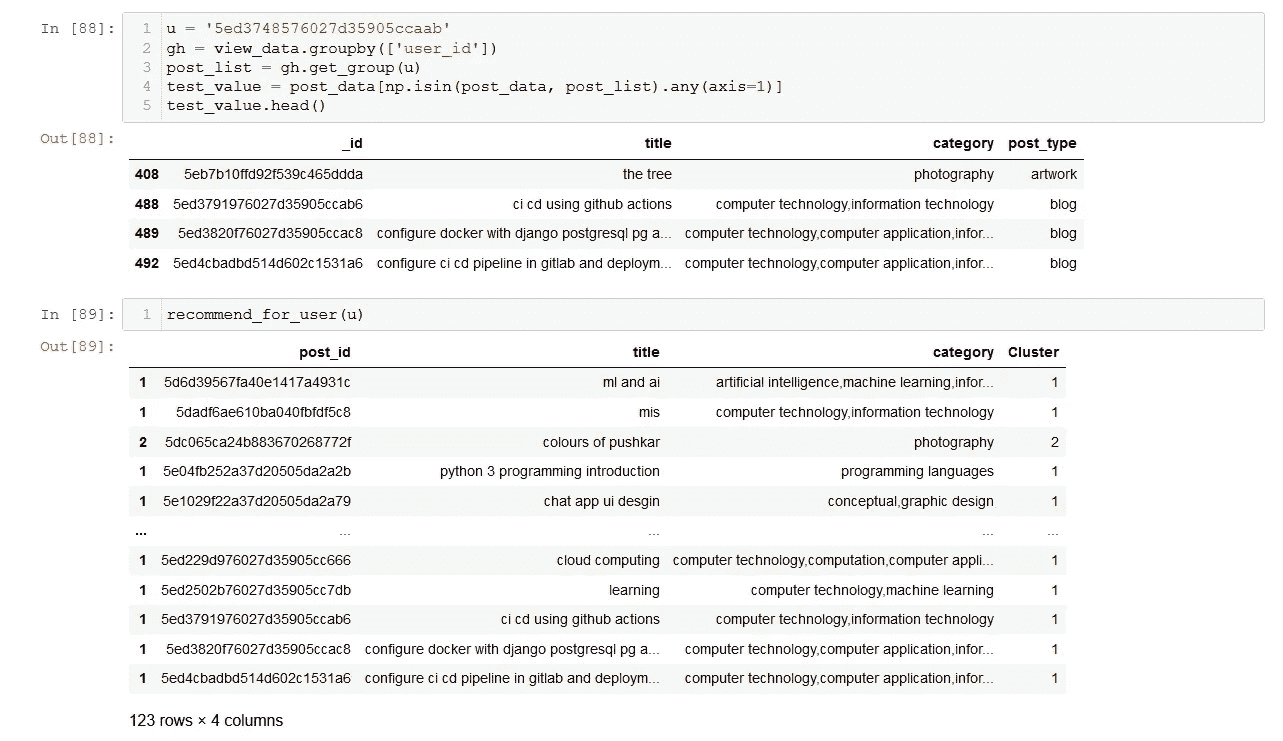 In [88]:
1 u = '5ed3748576027d35905ccaab'
2 gh = view_data.groupby(['user_id'])
3 post_list = gh.get_group(u)
4 test_value = post_data[np.isin(post_data, post_list).any(axis=1)]
5 test_value.head()
Out[88]:
_id title category post_type
408 5eb7b10ffd92f539c465ddda the tree photography artwork
488 5ed3791976027d35905ccab6 ci cd using github actions computer technology,information technology blog
489 5ed3820f76027d35905ccac8 configure docker with django postgresql pg a... computer technology,computer application,infor... blog
492 5ed4cbadbd514d602c1531a6 configure ci cd pipeline in gitlab and deploym... computer technology,computer application,infor... blog
In [89]:
1 recommend_for_user(u)
Out[89]:
post_id title category Cluster
1 5d6d39567fa40e1417a4931c ml and ai artificial intelligence,machine learning,infor... 1
1 5dadf6ae610ba040fbfdf5c8 mis computer technology,information technology 1
2 5dc065ca24b883670268772f colours of pushkar photography 2
1 5e04fb252a37d20505da2a2b python 3 programming introduction programming languages 1
1 5e1029f22a37d20505da2a79 chat app ui desgin conceptual,graphic design 1
... ... ... ... ...
1 5ed229d976027d35905cc666 cloud computing computer technology,computation,computer appli... 1
1 5ed2502b76027d35905cc7db learning computer technology,machine learning 1
1 5ed3791976027d35905ccab6 ci cd using github actions computer technology,information technology 1
1 5ed3820f76027d35905ccac8 configure docker with django postgresql pg a... computer technology,computer application,infor... 1
1 5ed4cbadbd514d602c1531a6 configure ci cd pipeline in gitlab and deploym... computer technology,computer application,infor... 1
123 rows × 4 columns